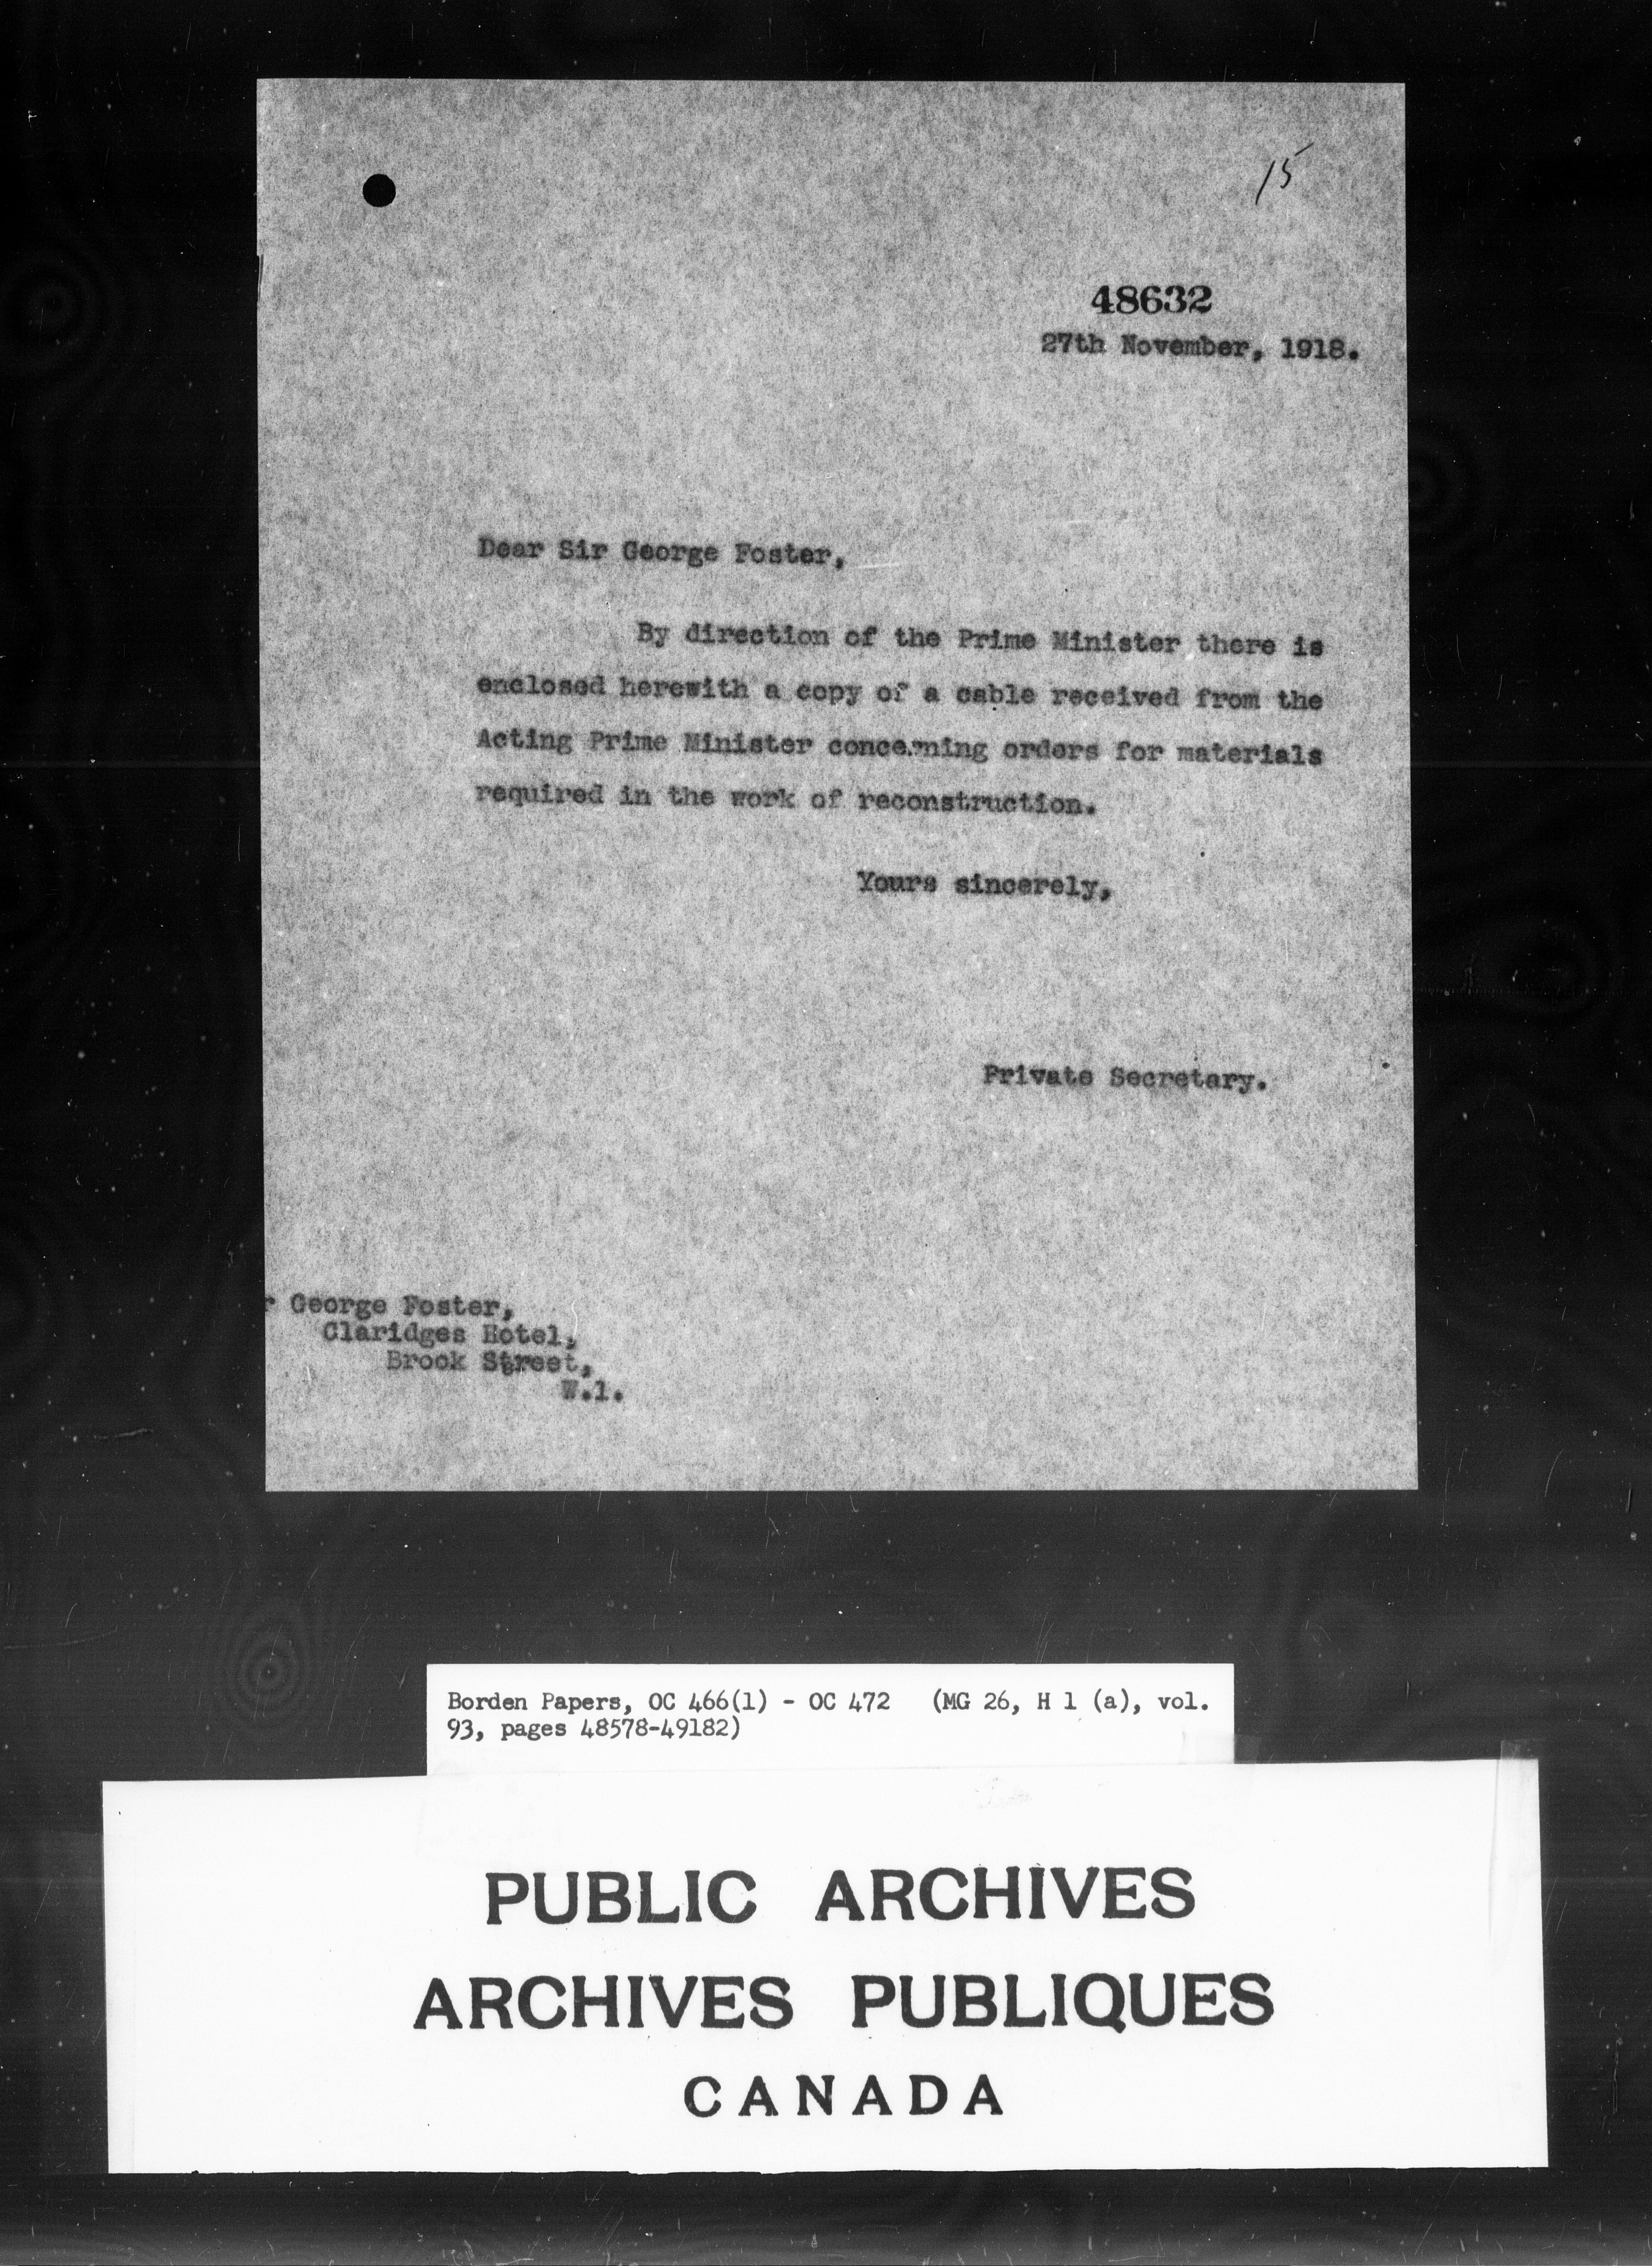 15
48632
27th November, 1918.
Dear Sir George Foster,
By direction of the Prime Minister there is
enclosed herewith a copy of a cable received from the
Acting Prime Minister concerning orders for materials
required in the work of reconstruction.
Yours sincerely,
Private Secretary.
r George Foster,
Claridges Hotel,
Brook Street,
W.1.
Borden Papers, OC 466(1) - OC 472 (MG 26, H 1 (a), vol.
93, pages 48578-49182)
PUBLIC ARCHIVES
ARCHIVES PUBLIQUES
CANADA